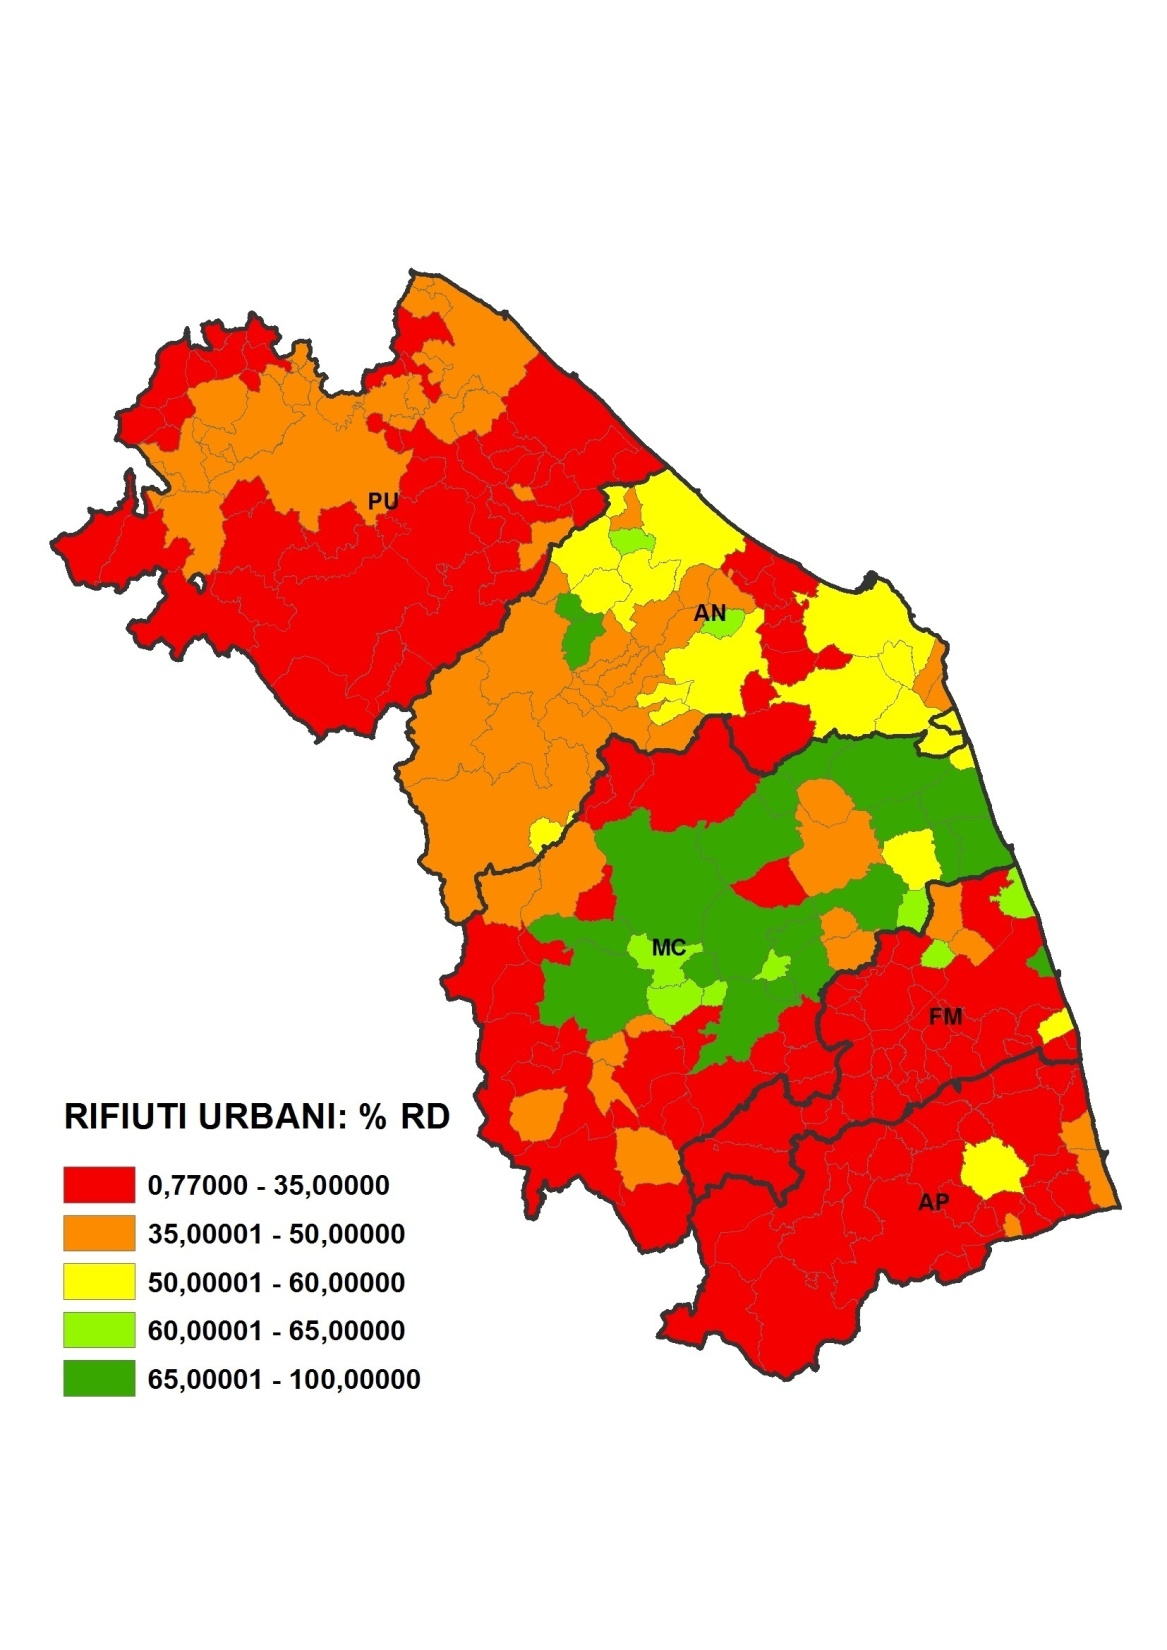 PU
AN
MC
FM
AP
RIFIUTI URBANI: % RD
0,77000 - 35,00000
35,00001 - 50,00000
50,00001 - 60,00000
60,00001 - 65,00000
65,00001 - 100,00000